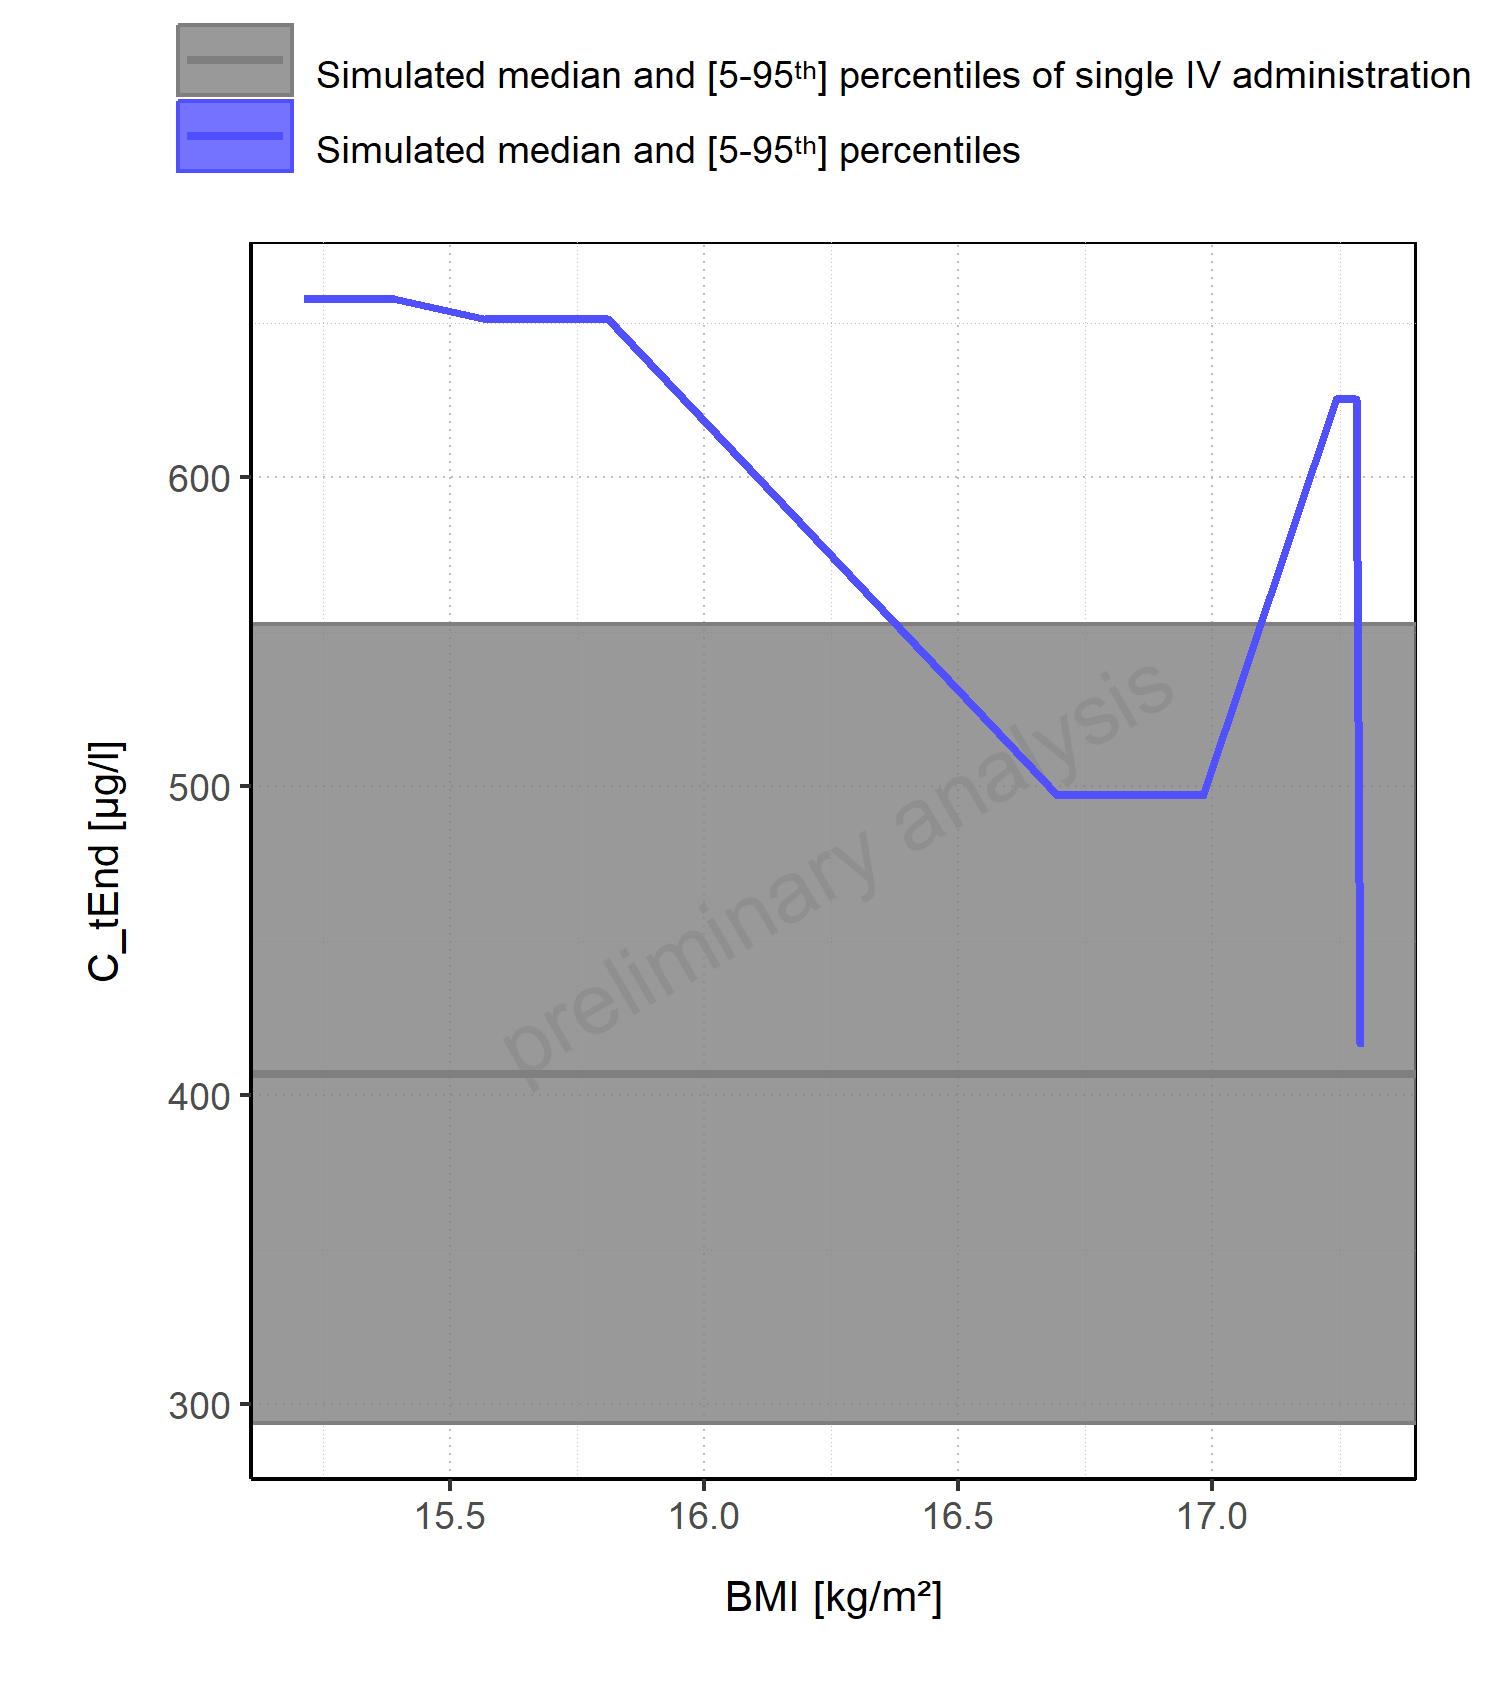 Simulated median and [5-95ᵗʰ] percentiles of single IV administration
Simulated median and [5-95ᵗʰ] percentiles
600
500
400
300
C_tEnd [µg/l]
preliminary analysis
15.5 16.0 16.5 17.0
BMI [kg/m²]